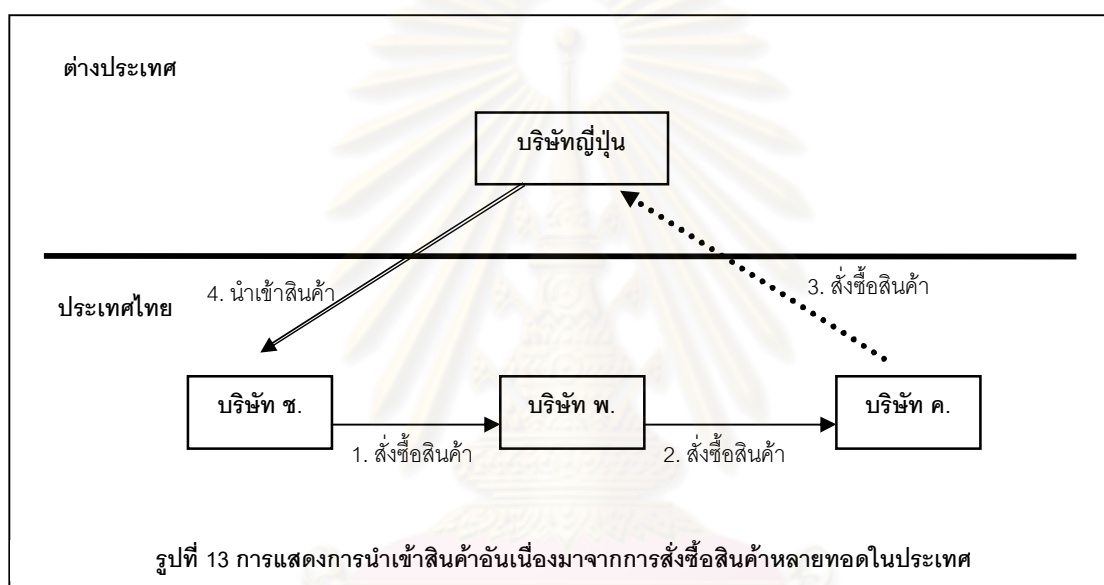 ต่างประเทศ
บริษัทญี่ปุ่น
4. นำเข้าสินค้า
3. สั่งซื้อสินค้า
ประเทศไทย
บริษัท ช.
บริษัท พ.
บริษัท ค.
1. สั่งซื้อสินค้า
2. สั่งซื้อสินค้า
รูปที่ 13 การแสดงการนำเข้าสินค้าอันเนื่องมาจากการสั่งซื้อสินค้าหลายทอดในประเทศ